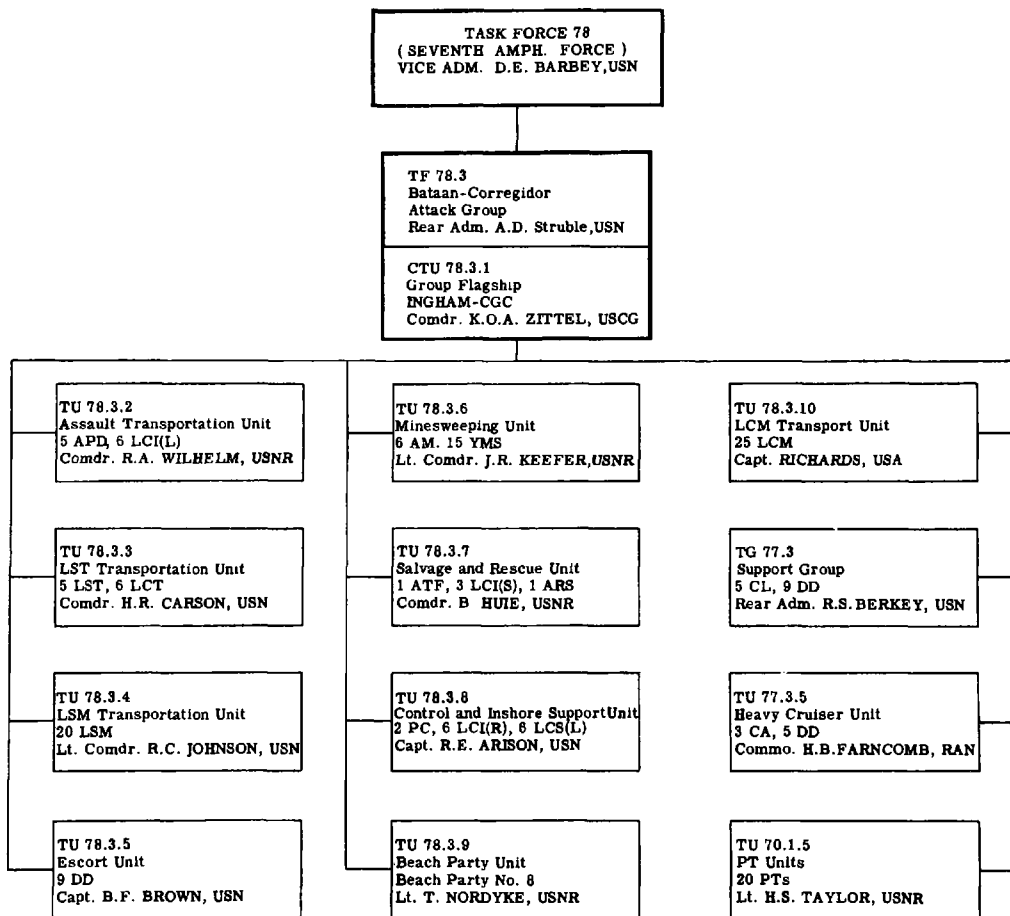 TASK FORCE 78
( SEVENTH AMPH. FORCE )
VICE ADM. D.E. BARBEY,USN
TF 78.3
Bataan-Corregidor
Attack Group
Rear Adm. A.D. Struble,USN
CTU 78.3.1
Group Flagship
INGHAM-CGC
Comdr. K.O.A. ZITTEL, USCG
TU 78.3.2
Assault Transportation Unit
5 APD, 6 LCI(L)
Comdr. R.A. WILHELM, USNR
TU 78.3.3
LST Transportation Unit
5 LST, 6 LCT
Comdr. H.R. CARSON, USN
TU 78.3.4
LSM Transportation Unit
20 LSM
Lt. Comdr. R.C. JOHNSON, USN
TU 78.3.5
Escort Unit
9 DD
Capt. B.F. BROWN, USN
TU 78.3.6
Minesweeping Unit
6 AM. 15 YMS
Lt. Comdr. J.R. KEEFER,USNR
TU 78.3.7
Salvage and Rescue Unit
1 ATF, 3 LCI(S), 1 ARS
Comdr. B HUIE, USNR
TU 78.3.8
Control and Inshore SupportUnit
2 PC, 6 LCI(R), 6 LCS(L)
Capt. R.E. ARISON, USN
TU 78.3.9
Beach Party Unit
Beach Party No. 8
Lt. T. NORDYKE, USNR
TU 78.3.10
LCM Transport Unit
25 LCM
Capt. RICHARDS, USA
TG 77.3
Support Group
5 CL, 9 DD
Rear Adm. R.S.BERKEY, USN
TU 77.3.5
Heavy Cruiser Unit
3 CA, 5 DD
Commo. H.B.FARNCOMB, RAN
TU 70.1.5
PT Units
20 PTs
Lt. H.S. TAYLOR, USNR